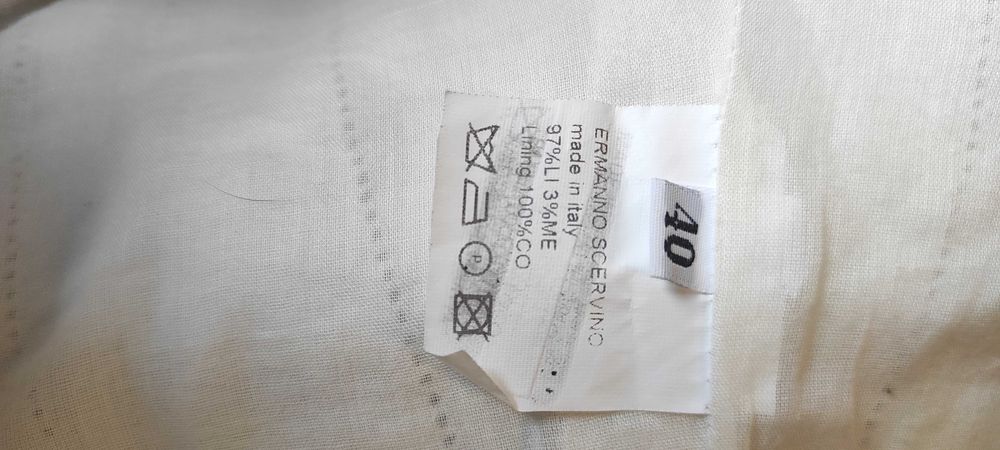 40
ERMANNO SCERVINO
made in italy
97%LI 3%ME
Lining 100%CO
P